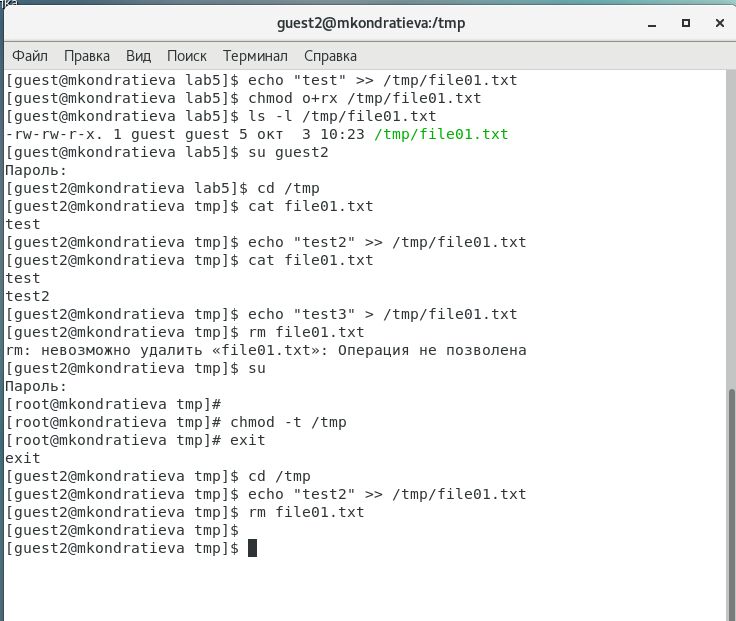 лка
guest2@mkondratieva:/tmp
Файл Правка Вид Поиск Терминал Справка
[guest@mkondratieva lab5]$ echo "test" >> /tmp/file01.txt
[guest@mkondratieva lab5]$ chmod o+rx /tmp/file01.txt
[guest@mkondratieva lab5]$ ls -l /tmp/file01.txt
-rw-rw-r-x. 1 guest guest 5 окт  3 10:23 /tmp/file01.txt
[guest@mkondratieva lab5]$ su guest2
Пароль:
[guest2@mkondratieva lab5]$ cd /tmp
[guest2@mkondratieva tmp]$ cat file01.txt
test
[guest2@mkondratieva tmp]$ echo "test2" >> /tmp/file01.txt
[guest2@mkondratieva tmp]$ cat file01.txt
test
test2
[guest2@mkondratieva tmp]$ echo "test3" > /tmp/file01.txt
[guest2@mkondratieva tmp]$ rm file01.txt
rm: невозможно удалить «file01.txt»: Операция не позволена
[guest2@mkondratieva tmp]$ su
Пароль:
[root@mkondratieva tmp]#
[root@mkondratieva tmp]# chmod -t /tmp
[root@mkondratieva tmp]# exit
exit
[guest2@mkondratieva tmp]$ cd /tmp
[guest2@mkondratieva tmp]$ echo "test2" >> /tmp/file01.txt
[guest2@mkondratieva tmp]$ rm file01.txt
[guest2@mkondratieva tmp]$
[guest2@mkondratieva tmp]$